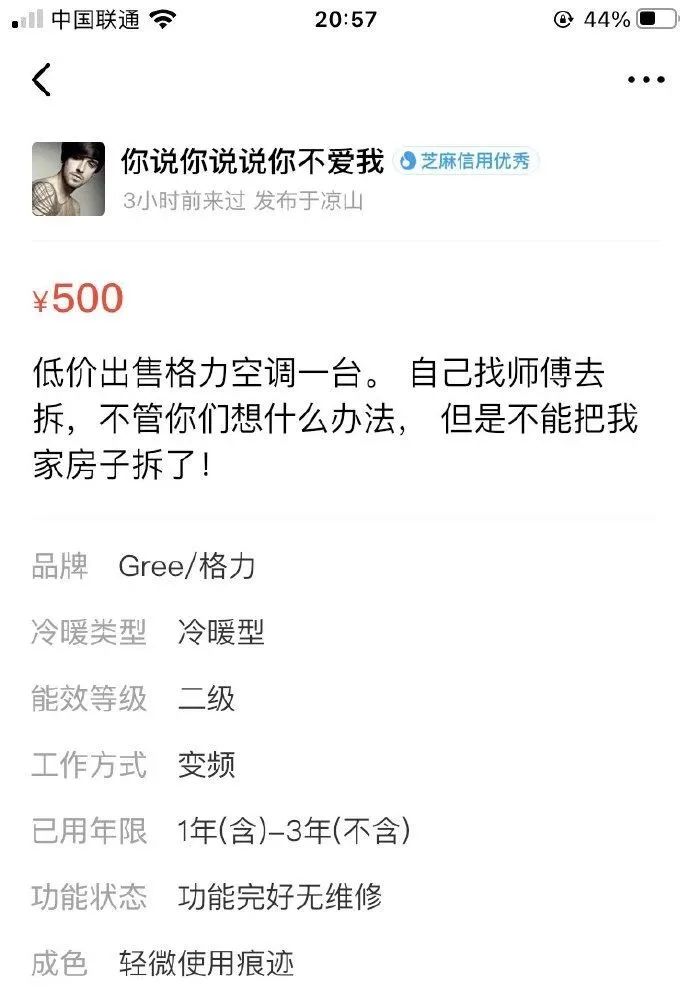 中国联通 20:57 44%
你说你说说你不爱我 芝麻信用优秀
3小时前来过 发布于凉山
¥500
低价出售格力空调一台。 自己找师傅去
拆，不管你们想什么办法， 但是不能把我
家房子拆了!
品牌 Gree/格力
冷暖类型 冷暖型
能效等级 二级
工作方式 变频
已用年限 1年(含)-3年(不含)
功能状态 功能完好无维修
成色 轻微使用痕迹